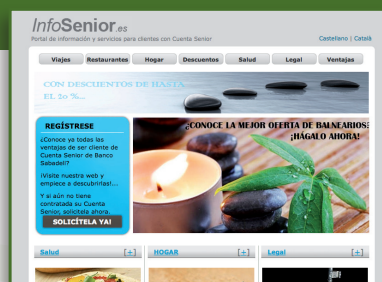 InfoSenior.es
Portal de información y servicios para clientes con Cuenta Senior
Castellano | Català
Viajes Restaurantes Hogar Descuentos Salud Legal Ventajas
CON DESCUENTOS DE HASTA
EL 20 %...
REGÍSTRESE
¿Conoce ya todas las
ventajas de ser cliente de
Cuenta Senior de Banco
Sabadell?
¡Visite nuestra web y
empiece a descubrirlas!...
Y si aún no tiene
contratada su Cuenta
Senior, solicítela ahora.
SOLICÍTELA YA!
¿CONOCE LA MEJOR OFERTA DE BALNEARIOS?
¡HÁGALO AHORA!
Salud [+] HOGAR [+] Legal [+]